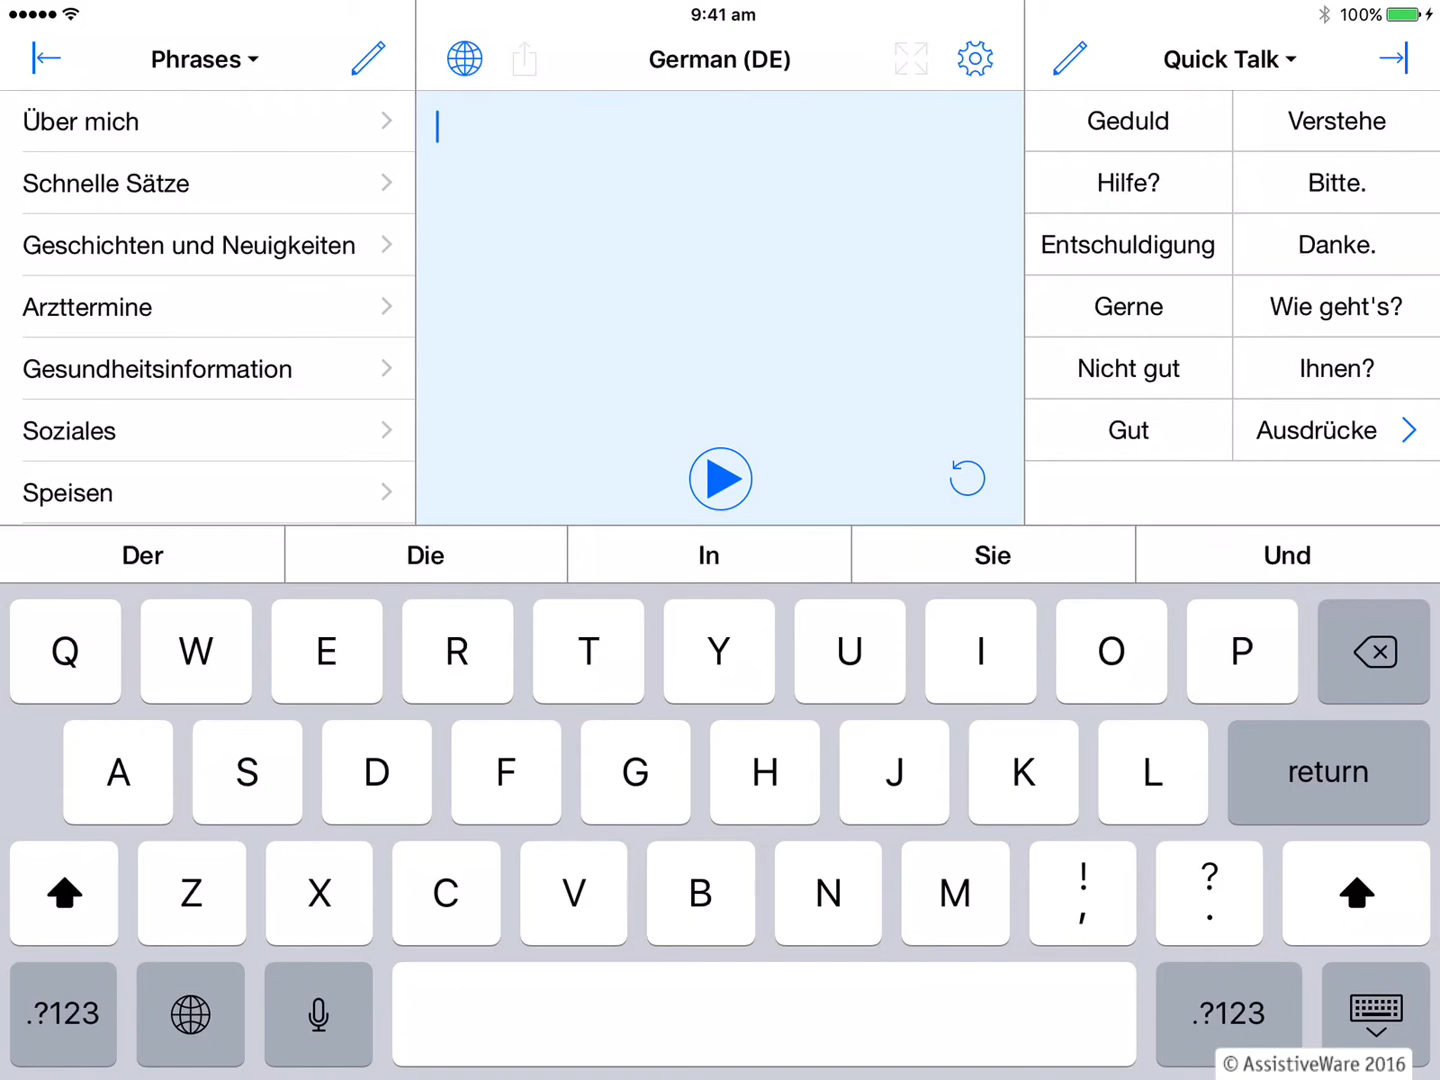 9:41 am
100%
Phrases
German (DE)
Quick Talk
Über mich
Schnelle Sätze
Geschichten und Neuigkeiten
Arzttermine
Gesundheitsinformation
Soziales
Speisen
Geduld
Verstehe
Hilfe?
Bitte.
Entschuldigung
Danke.
Gerne
Wie geht's?
Nicht gut
Ihnen?
Gut
Ausdrücke
Der
Die
In
Sie
Und
Q W E R T Y U I O P
A S D F G H J K L return
Z X C V B N M ! , ? .
.?123
.?123
© AssistiveWare 2016